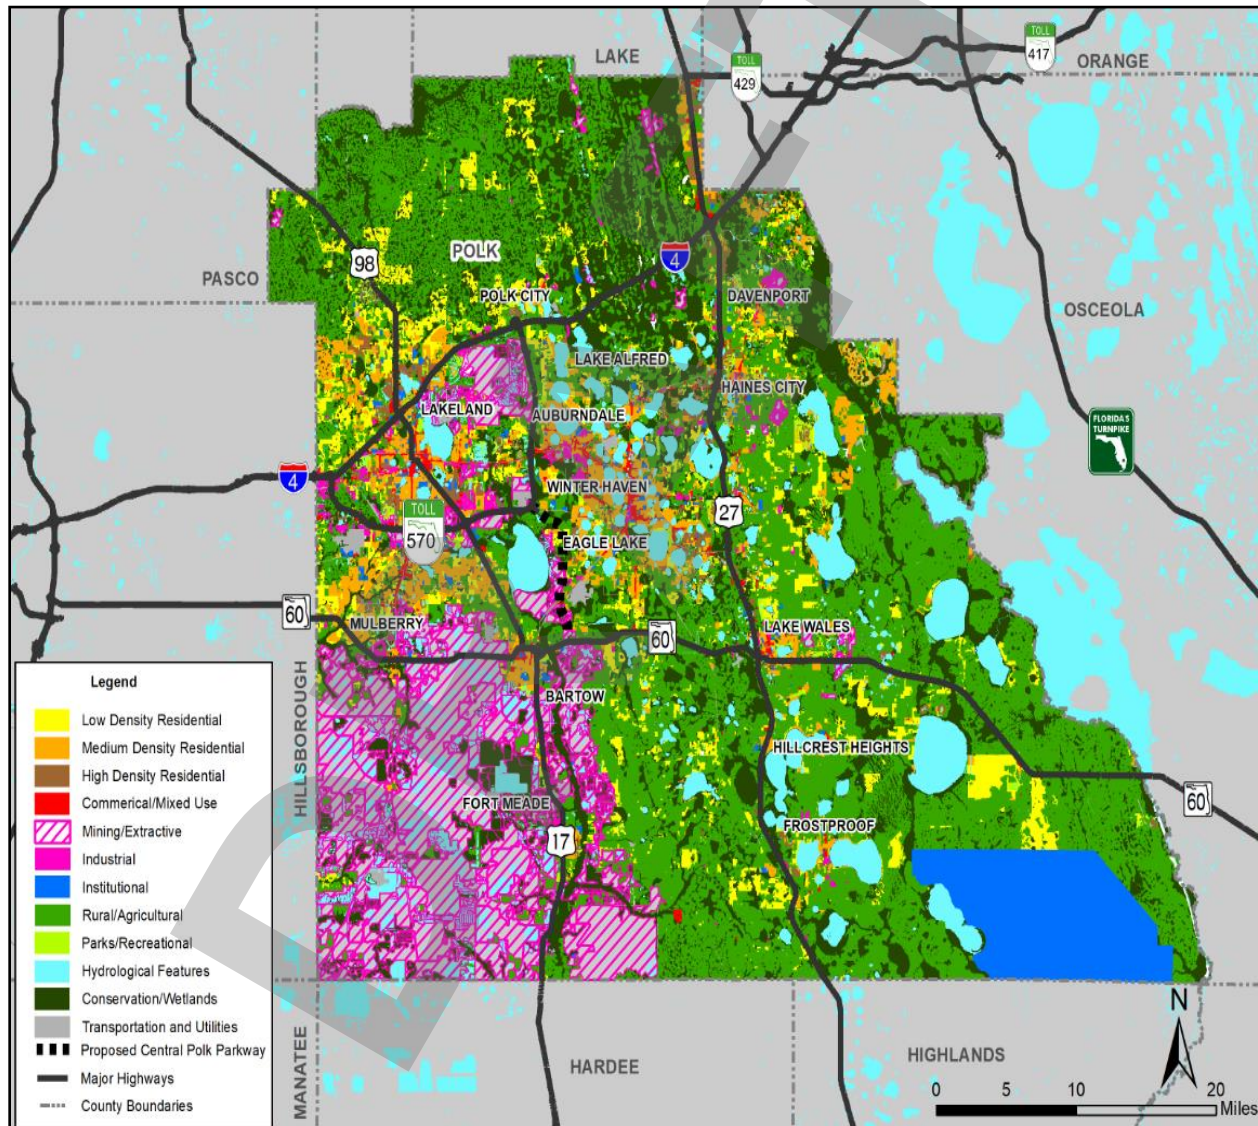 TOLL
417
LAKE
ORANGE
TOLL
429
98
POLK
4
PASCO
POLK CITY
DAVENPORT
OSCEOLA
LAKE ALFRED
HAINES CITY
LAKELAND
AUBURNDALE
FLORIDA'S
TURNPIKE
4
WINTER HAVEN
TOLL
570
27
EAGLE LAKE
60
MULBERRY
60
LAKE WALES
BARTOW
HILLSBOROUGH
HILLCREST HEIGHTS
60
FORT MEADE
17
FROSTPROOF
Legend
Low Density Residential
Medium Density Residential
High Density Residential
Commerical/Mixed Use
Mining/Extractive
Industrial
Institutional
Rural/Agricultural
Parks/Recreational
Hydrological Features
Conservation/Wetlands
Transportation and Utilities
Proposed Central Polk Parkway
Major Highways
County Boundaries
MANATEE
HARDEE
HIGHLANDS
N
0 5 10 20
Miles